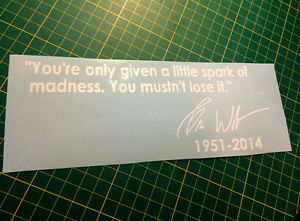 "You're only given a little spark of
madness. You mustn't lose it."
1951-2014